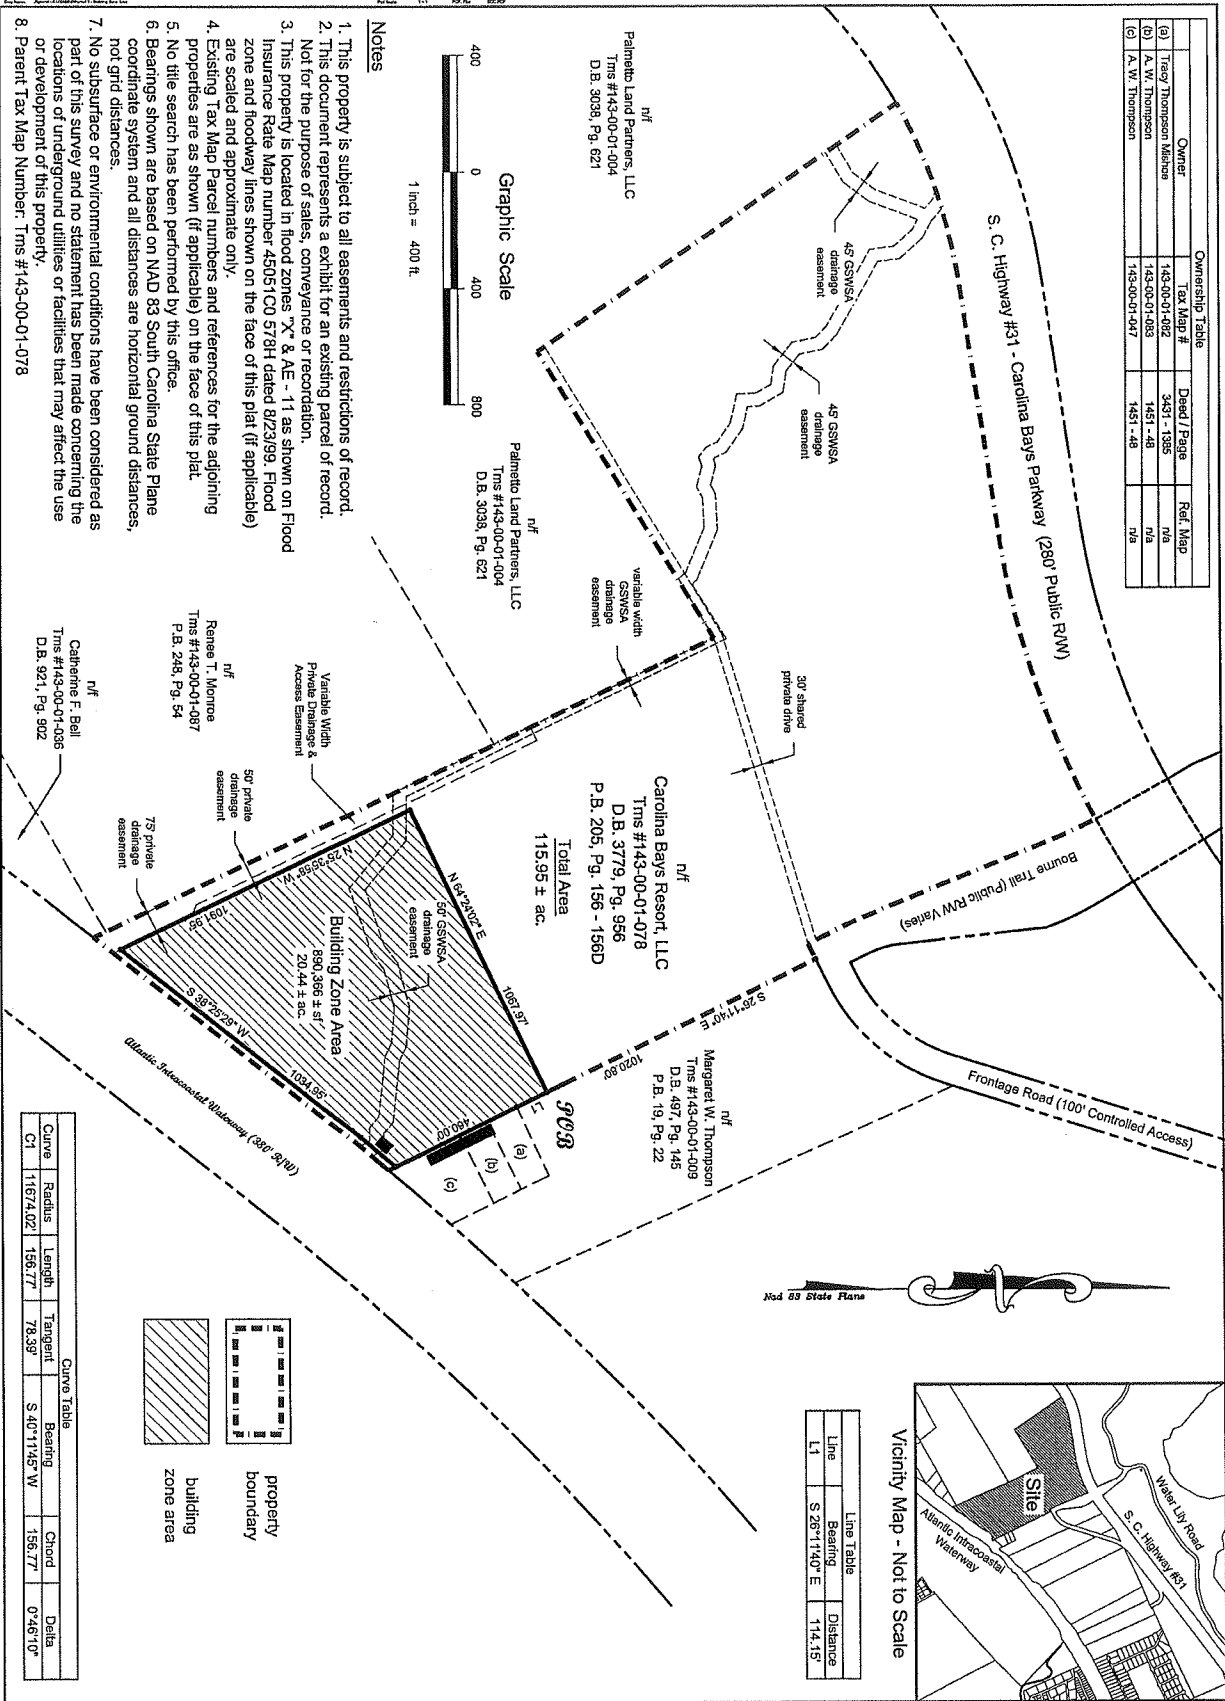 Ownership Table
Owner Tax Map # Deed / Page Ref. Map
(a) Tracy Thompson Mishoe 143-00-01-082 3431 - 1385 n/a
(b) A. W. Thompson 143-00-01-083 1451 - 48 n/a
(c) A. W. Thompson 143-00-01-047 1451 - 48 n/a
S. C. Highway #31 - Carolina Bays Parkway (280' Public R/W)
Bourne Trail (Public R/W Varies)
Frontage Road (100' Controlled Access)
Nad 83 State Plane
Water Lily Road
S. C. Highway #31
Site
Atlantic Intracoastal
Waterway
Vicinity Map - Not to Scale
Line Table
Line Bearing Distance
L1 S 26°11'40" E 114.15'
n/f
Palmetto Land Partners, LLC
Tms #143-00-01-004
D.B. 3038, Pg. 621
45' GSWSA
drainage
easement
45' GSWSA
drainage
easement
30' shared
private drive
n/f
Carolina Bays Resort, LLC
Tms #143-00-01-078
D.B. 3779, Pg. 956
P.B. 205, Pg. 156 - 156D
Total Area
115.95 ± ac.
S 26°11'40" E
1020.80'
n/f
Margaret W. Thompson
Tms #143-00-01-009
D.B. 497, Pg. 145
P.B. 19, Pg. 22
POB
L1
(a)
(b)
(c)
460.00'
variable width
GSWSA
drainage
easement
n/f
Palmetto Land Partners, LLC
Tms #143-00-01-004
D.B. 3038, Pg. 621
N 64°24'02" E
1067.97'
50' GSWSA
drainage
easement
Building Zone Area
890,366 ± sf
20.44 ± ac.
N 25°35'58" W
1091.95'
S 38°25'29" W
1034.95'
Variable Width
Private Drainage &
Access Easement
50' private
drainage
easement
75' private
drainage
easement
n/f
Renee T. Monroe
Tms #143-00-01-087
P.B. 248, Pg. 54
n/f
Catherine F. Bell
Tms #143-00-01-036
D.B. 921, Pg. 902
Atlantic Intracoastal Waterway (380' R/W)
property
boundary
building
zone area
Graphic Scale
400 0 400 800
1 inch = 400 ft.
Notes
1. This property is subject to all easements and restrictions of record.
2. This document represents a exhibit for an existing parcel of record.
Not for the purpose of sales, conveyance or recordation.
3. This property is located in flood zones "X" & AE - 11 as shown on Flood
Insurance Rate Map number 45051C0 578H dated 8/23/99. Flood
zone and floodway lines shown on the face of this plat (if applicable)
are scaled and approximate only.
4. Existing Tax Map Parcel numbers and references for the adjoining
properties are as shown (if applicable) on the face of this plat.
5. No title search has been performed by this office.
6. Bearings shown are based on NAD 83 South Carolina State Plane
coordinate system and all distances are horizontal ground distances,
not grid distances.
7. No subsurface or environmental conditions have been considered as
part of this survey and no statement has been made concerning the
locations of underground utilities or facilities that may affect the use
or development of this property.
8. Parent Tax Map Number: Tms #143-00-01-078
Curve Table
Curve Radius Length Tangent Bearing Chord Delta
C1 11674.02' 156.77' 78.39' S 40°11'45" W 156.77' 0°46'10"